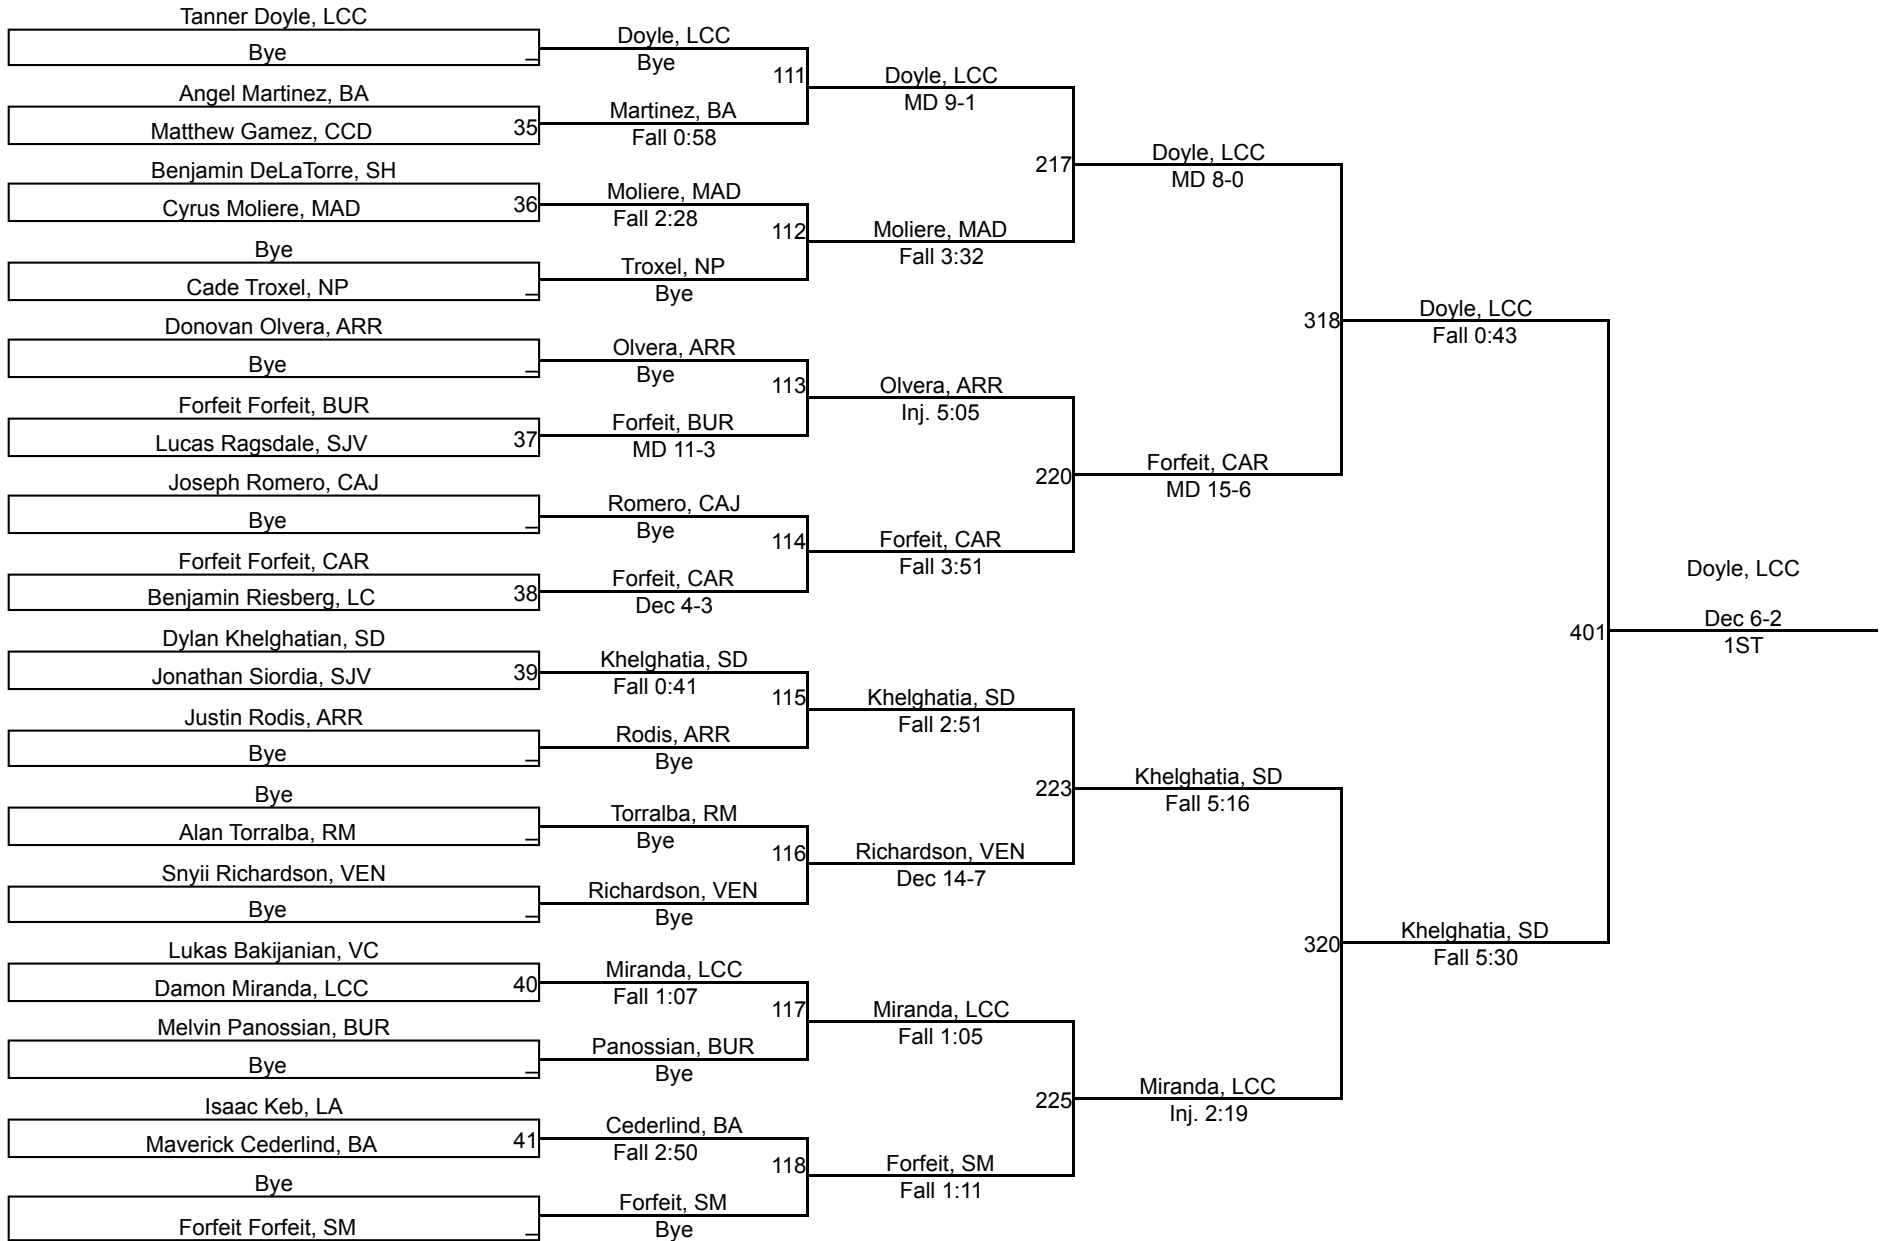 Tanner Doyle, LCC
Bye
_
Angel Martinez, BA
Matthew Gamez, CCD
35
Benjamin DeLaTorre, SH
Cyrus Moliere, MAD
36
Bye
Cade Troxel, NP
_
Donovan Olvera, ARR
Bye
_
Forfeit Forfeit, BUR
Lucas Ragsdale, SJV
37
Joseph Romero, CAJ
Bye
_
Forfeit Forfeit, CAR
Benjamin Riesberg, LC
38
Dylan Khelghatian, SD
Jonathan Siordia, SJV
39
Justin Rodis, ARR
Bye
_
Bye
Alan Torralba, RM
_
Snyii Richardson, VEN
Bye
_
Lukas Bakijanian, VC
Damon Miranda, LCC
40
Melvin Panossian, BUR
Bye
_
Isaac Keb, LA
Maverick Cederlind, BA
41
Bye
Forfeit Forfeit, SM
_
Doyle, LCC
Bye
111
Martinez, BA
Fall 0:58
Moliere, MAD
Fall 2:28
112
Troxel, NP
Bye
Olvera, ARR
Bye
113
Forfeit, BUR
MD 11-3
Romero, CAJ
Bye
114
Forfeit, CAR
Dec 4-3
Khelghatia, SD
Fall 0:41
115
Rodis, ARR
Bye
Torralba, RM
Bye
116
Richardson, VEN
Bye
Miranda, LCC
Fall 1:07
117
Panossian, BUR
Bye
Cederlind, BA
Fall 2:50
118
Forfeit, SM
Bye
Doyle, LCC
MD 9-1
217
Moliere, MAD
Fall 3:32
Olvera, ARR
Inj. 5:05
220
Forfeit, CAR
Fall 3:51
Khelghatia, SD
Fall 2:51
223
Richardson, VEN
Dec 14-7
Miranda, LCC
Fall 1:05
225
Forfeit, SM
Fall 1:11
Doyle, LCC
MD 8-0
318
Forfeit, CAR
MD 15-6
Khelghatia, SD
Fall 5:16
320
Miranda, LCC
Inj. 2:19
Doyle, LCC
Fall 0:43
401
Khelghatia, SD
Fall 5:30
Doyle, LCC
Dec 6-2
1ST